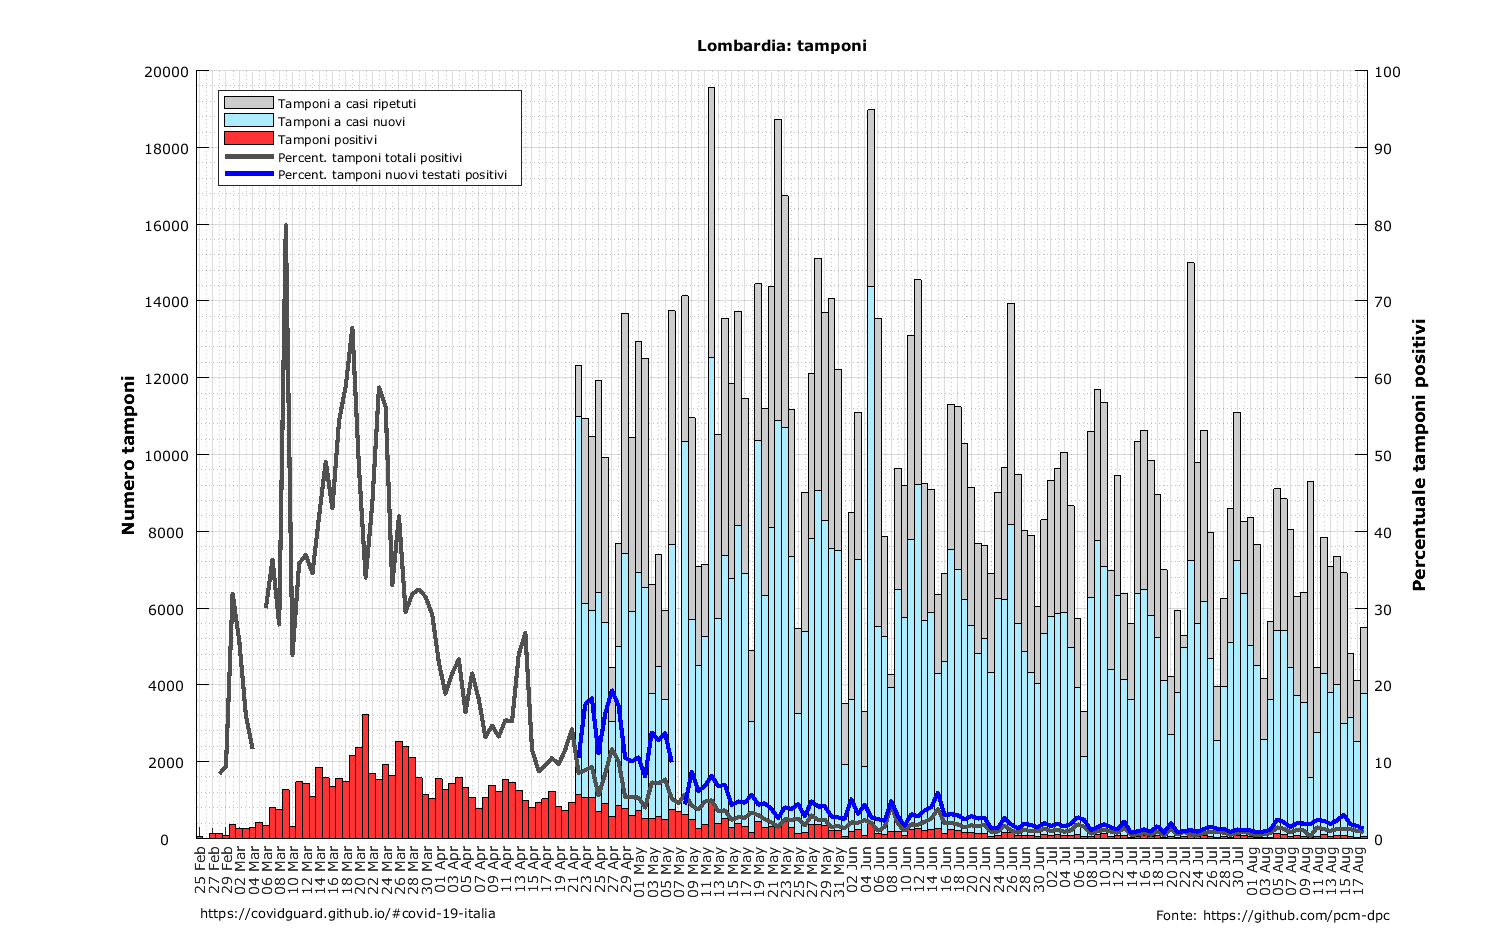 Lombardia: tamponi
20000
18000
16000
14000
12000
10000
8000
6000
4000
2000
0
Numero tamponi
Tamponi a casi ripetuti
Tamponi a casi nuovi
Tamponi positivi
Percent. tamponi totali positivi
Percent. tamponi nuovi testati positivi
100
90
80
70
60
50
40
30
20
10
0
Percentuale tamponi positivi
25 Feb
27 Feb
29 Feb
02 Mar
04 Mar
06 Mar
08 Mar
10 Mar
12 Mar
14 Mar
16 Mar
18 Mar
20 Mar
22 Mar
24 Mar
26 Mar
28 Mar
30 Mar
01 Apr
03 Apr
05 Apr
07 Apr
09 Apr
11 Apr
13 Apr
15 Apr
17 Apr
19 Apr
21 Apr
23 Apr
25 Apr
27 Apr
29 Apr
01 May
03 May
05 May
07 May
09 May
11 May
13 May
15 May
17 May
19 May
21 May
23 May
25 May
27 May
29 May
31 May
02 Jun
04 Jun
06 Jun
08 Jun
10 Jun
12 Jun
14 Jun
16 Jun
18 Jun
20 Jun
22 Jun
24 Jun
26 Jun
28 Jun
30 Jun
02 Jul
04 Jul
06 Jul
08 Jul
10 Jul
12 Jul
14 Jul
16 Jul
18 Jul
20 Jul
22 Jul
24 Jul
26 Jul
28 Jul
30 Jul
01 Aug
03 Aug
05 Aug
07 Aug
09 Aug
11 Aug
13 Aug
15 Aug
17 Aug
https://covidguard.github.io/#covid-19-italia
Fonte: https://github.com/pcm-dpc